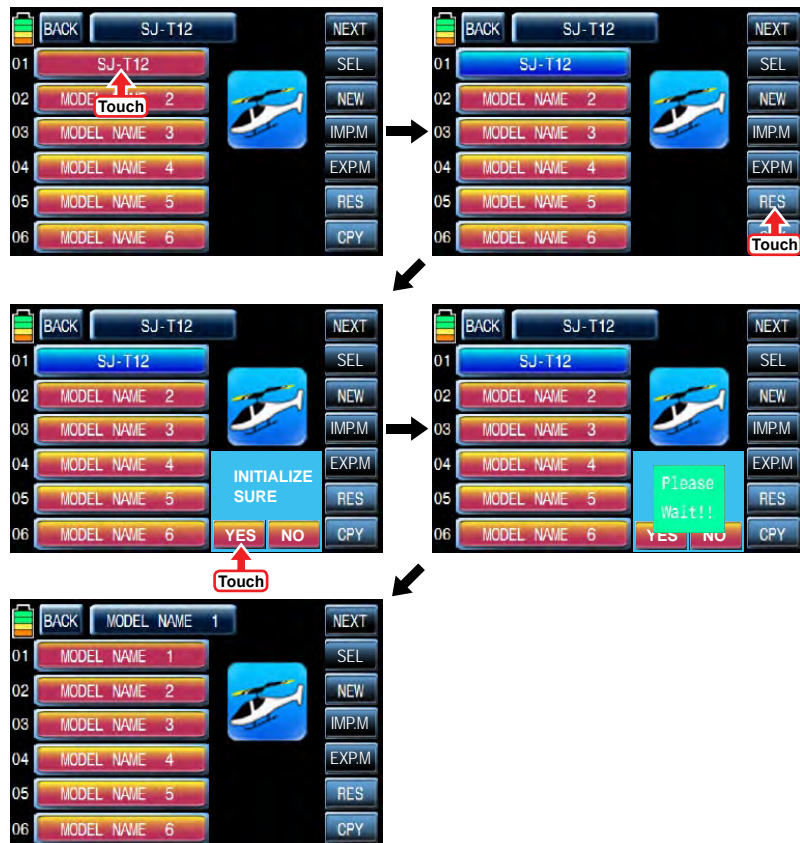 BACK SJ-T12 NEXT
01 SJ-T12 SEL
02 MODEL 2 NEW
Touch
03 MODEL NAME 3 IMP.M
04 MODEL NAME 4 EXP.M
05 MODEL NAME 5 RES
06 MODEL NAME 6 CPY
BACK SJ-T12 NEXT
01 SJ-T12 SEL
02 MODEL NAME 2 NEW
03 MODEL NAME 3 IMP.M
04 MODEL NAME 4 EXP.M
05 MODEL NAME 5 RES
06 MODEL NAME 6
Touch
BACK SJ-T12 NEXT
01 SJ-T12 SEL
02 MODEL NAME 2 NEW
03 MODEL NAME 3 IMP.M
04 MODEL NAME 4 EXP.M
INITIALIZE
SURE
05 MODEL NAME 5 RES
06 MODEL NAME 6 YES NO CPY
Touch
BACK SJ-T12 NEXT
01 SJ-T12 SEL
02 MODEL NAME 2 NEW
03 MODEL NAME 3 IMP.M
04 MODEL NAME 4 EXP.M
Please
Wait!!
05 MODEL NAME 5 RES
06 MODEL NAME 6 YES NO CPY
BACK MODEL NAME 1 NEXT
01 MODEL NAME 1 SEL
02 MODEL NAME 2 NEW
03 MODEL NAME 3 IMP.M
04 MODEL NAME 4 EXP.M
05 MODEL NAME 5 RES
06 MODEL NAME 6 CPY